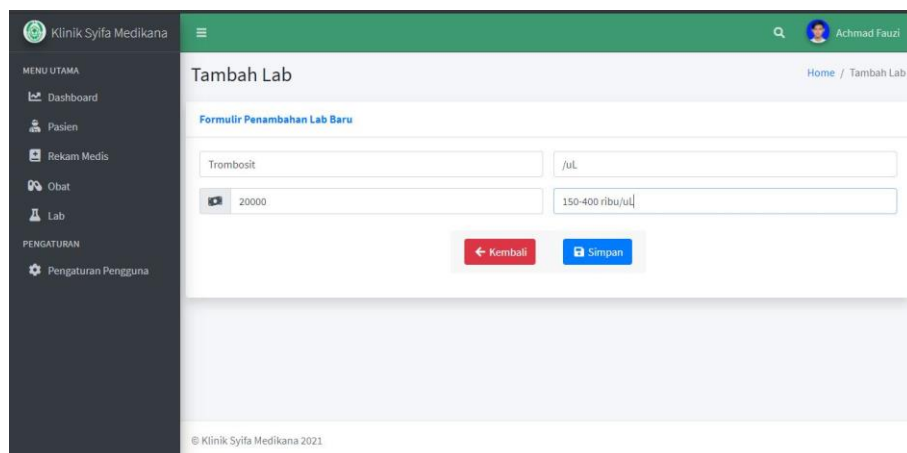 Klinik Syifa Medikana
Achmad Fauzi
MENU UTAMA
Dashboard
Pasien
Rekam Medis
Obat
Lab
PENGATURAN
Pengaturan Pengguna
Tambah Lab
Home / Tambah Lab
Formulir Penambahan Lab Baru
Trombosit
/uL
20000
150-400 ribu/uL
Kembali
Simpan
© Klinik Syifa Medikana 2021